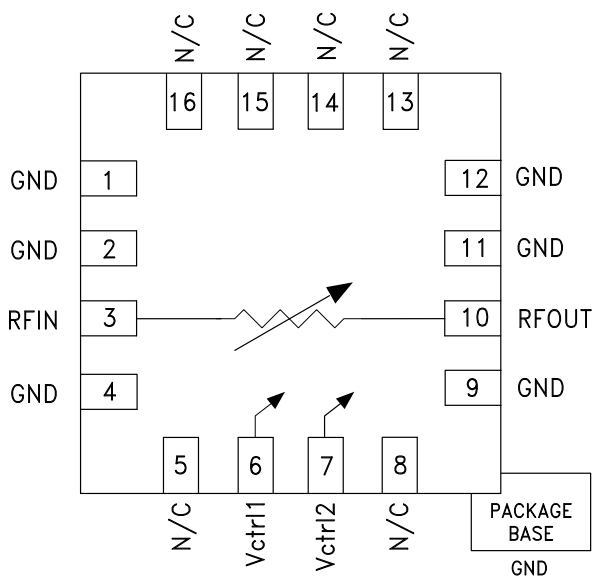 N/C
N/C
N/C
N/C
16
15
14
13
GND
1
12
GND
GND
2
11
GND
RFIN
3
10
RFOUT
GND
4
9
GND
5
6
7
8
N/C
Vctrl1
Vctrl2
N/C
PACKAGE
BASE
GND